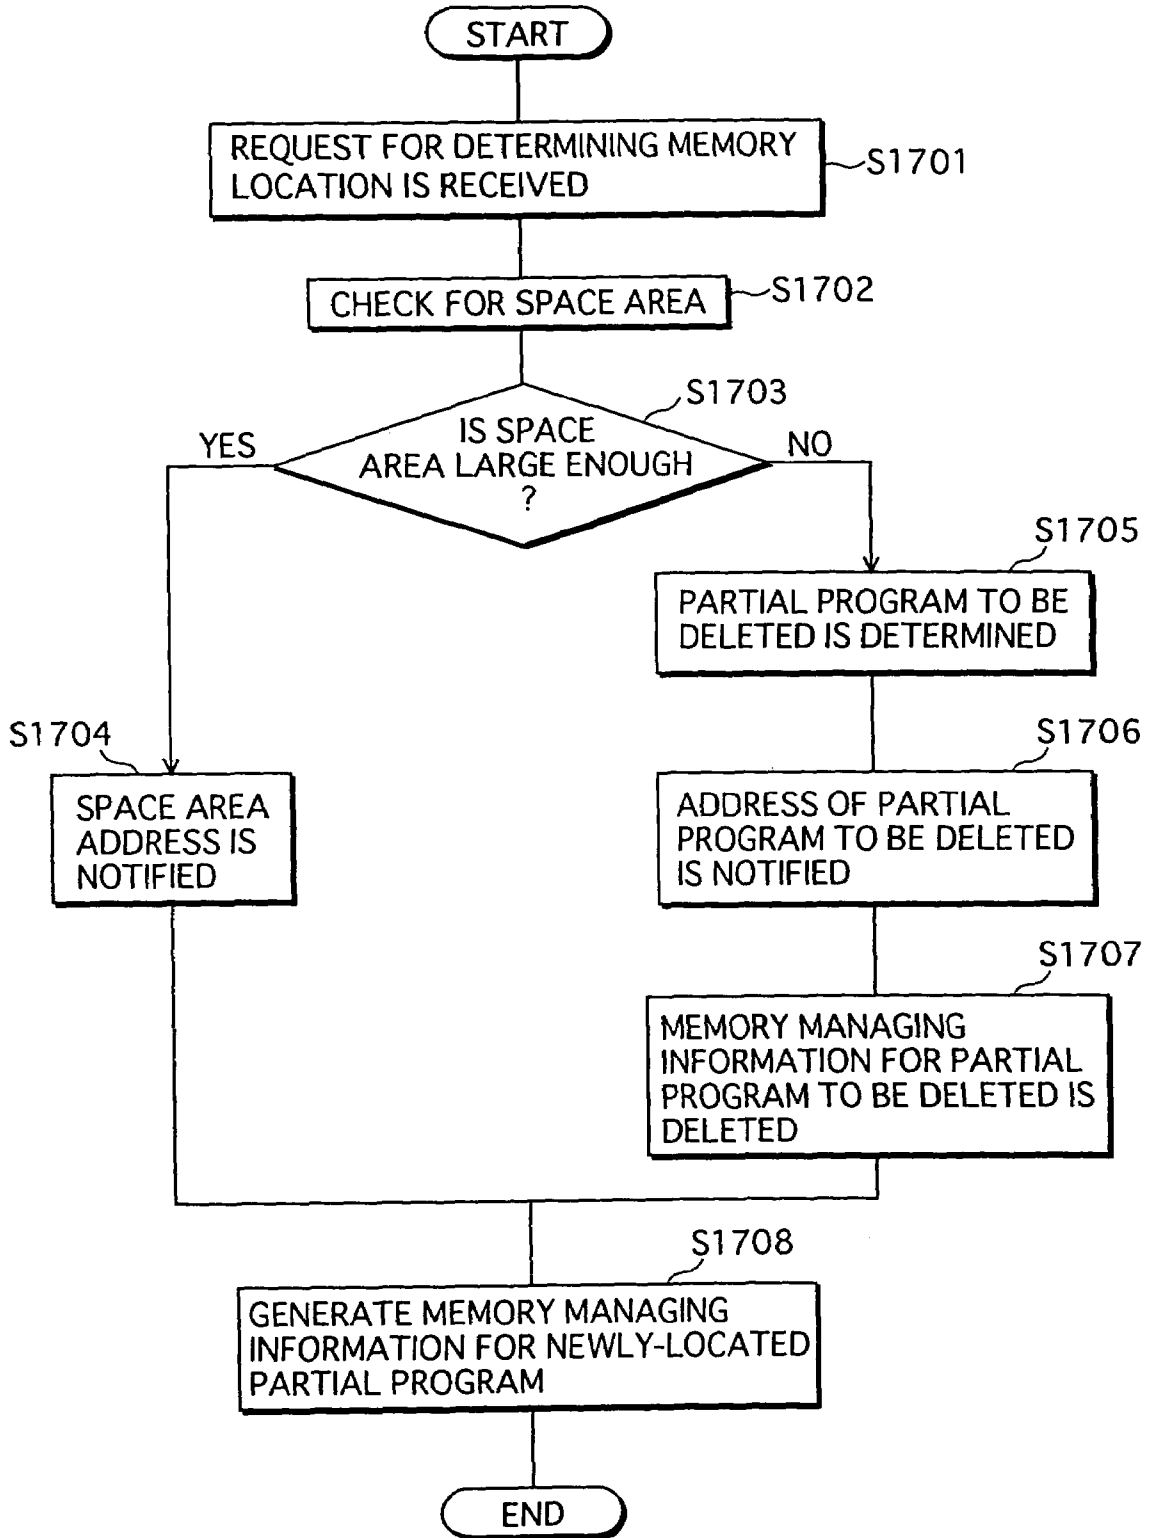 START
REQUEST FOR DETERMINING MEMORY
LOCATION IS RECEIVED
S1701
CHECK FOR SPACE AREA
S1702
S1703
IS SPACE
AREA LARGE ENOUGH
?
YES
NO
S1705
PARTIAL PROGRAM TO BE
DELETED IS DETERMINED
S1704
SPACE AREA
ADDRESS IS
NOTIFIED
S1706
ADDRESS OF PARTIAL
PROGRAM TO BE DELETED
IS NOTIFIED
S1707
MEMORY MANAGING
INFORMATION FOR PARTIAL
PROGRAM TO BE DELETED IS
DELETED
S1708
GENERATE MEMORY MANAGING
INFORMATION FOR NEWLY-LOCATED
PARTIAL PROGRAM
END